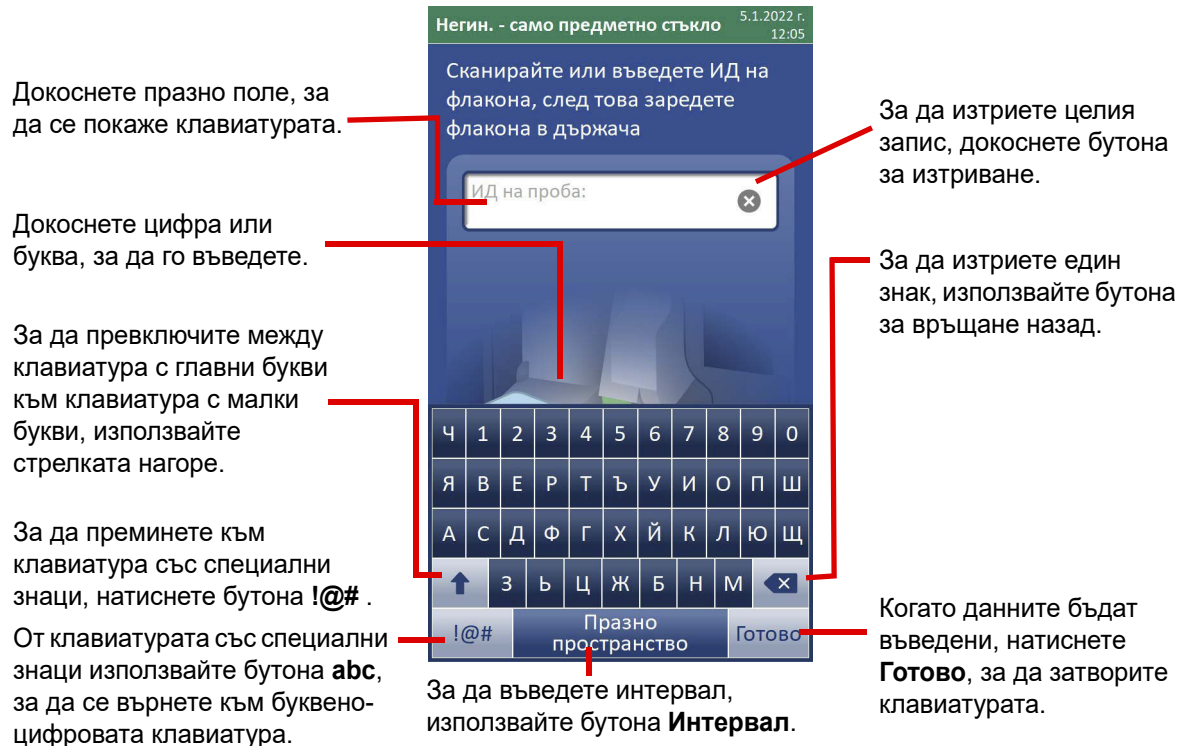 Негин. - само предметно стъкло
5.1.2022 г.
12:05
Сканирайте или въведете ИД на
флакона, след това заредете
флакона в държача
ИД на проба:
Ч 1 2 3 4 5 6 7 8 9 0
Я В Е Р Т Ъ У И О П Ш
А С Д Ф Г Х Й К Л Ю Щ
З Ь Ц Ж Б Н М
!@#
Празно
пространство
Готово
Докоснете празно поле, за
да се покаже клавиатурата.
Докоснете цифра или
буква, за да го въведете.
За да превключите между
клавиатура с главни букви
към клавиатура с малки
букви, използвайте
стрелката нагоре.
За да преминете към
клавиатура със специални
знаци, натиснете бутона !@# .
От клавиатурата със специални
знаци използвайте бутона abc,
за да се върнете към буквено-
цифровата клавиатура.
За да въведете интервал,
използвайте бутона Интервал.
За да изтриете целия
запис, докоснете бутона
за изтриване.
За да изтриете един
знак, използвайте бутона
за връщане назад.
Когато данните бъдат
въведени, натиснете
Готово, за да затворите
клавиатурата.